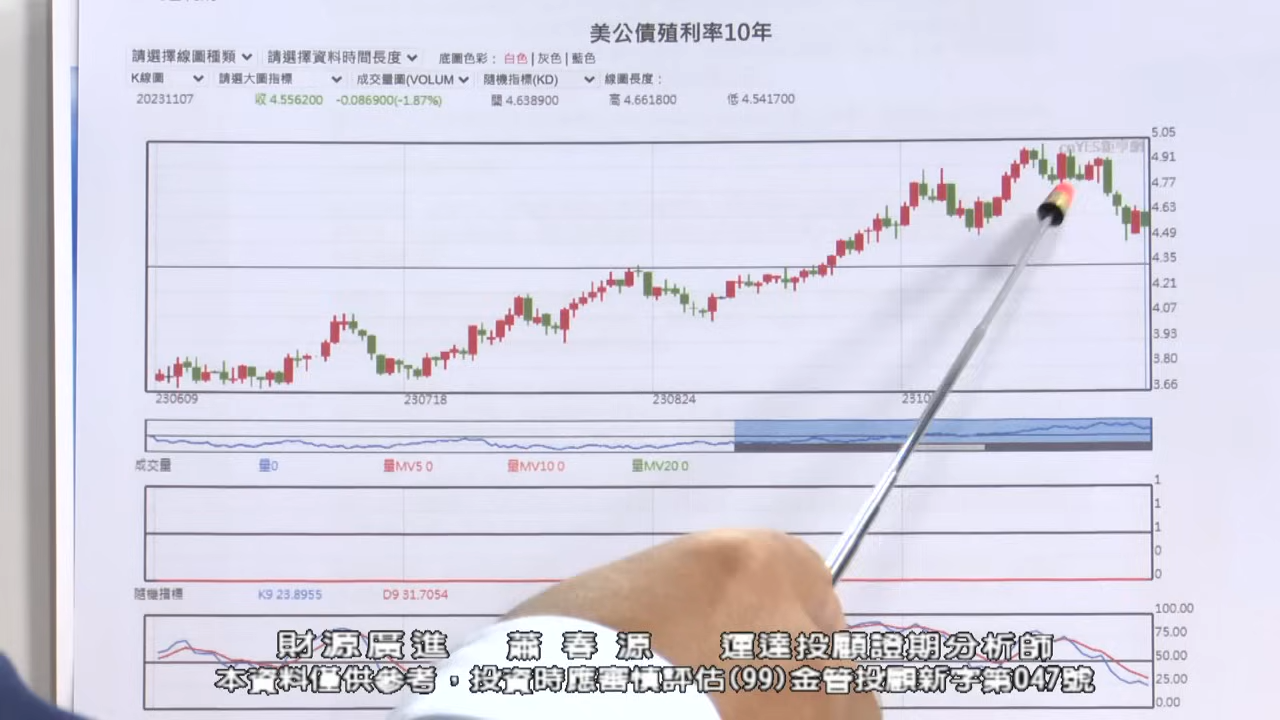 美公債殖利率10年
請選擇線圖種類 請選擇資料時間長度 底圖色彩: 白色 | 灰色 | 藍色
K線圖 請選大圖指標 成交量圖(VOLUM 隨機指標(KD) 線圖長度:
20231107 收 4.556200 -0.086900(-1.87%) 開 4.638900 高 4.661800 低 4.541700
5.05
4.91
4.77
4.63
4.49
4.35
4.21
4.07
3.93
3.80
3.66
230609 230718 230824
成交量 量0 量MV5 0 量MV10 0 量MV20 0
1
1
1
0
0
隨機指標 K9 23.8955 D9 31.7054
100.00
75.00
50.00
25.00
0.00
財源廣進 蕭春源 運達投顧證期分析師
本資料僅供參考,投資時應審慎評估(99)金管投顧新字第047號